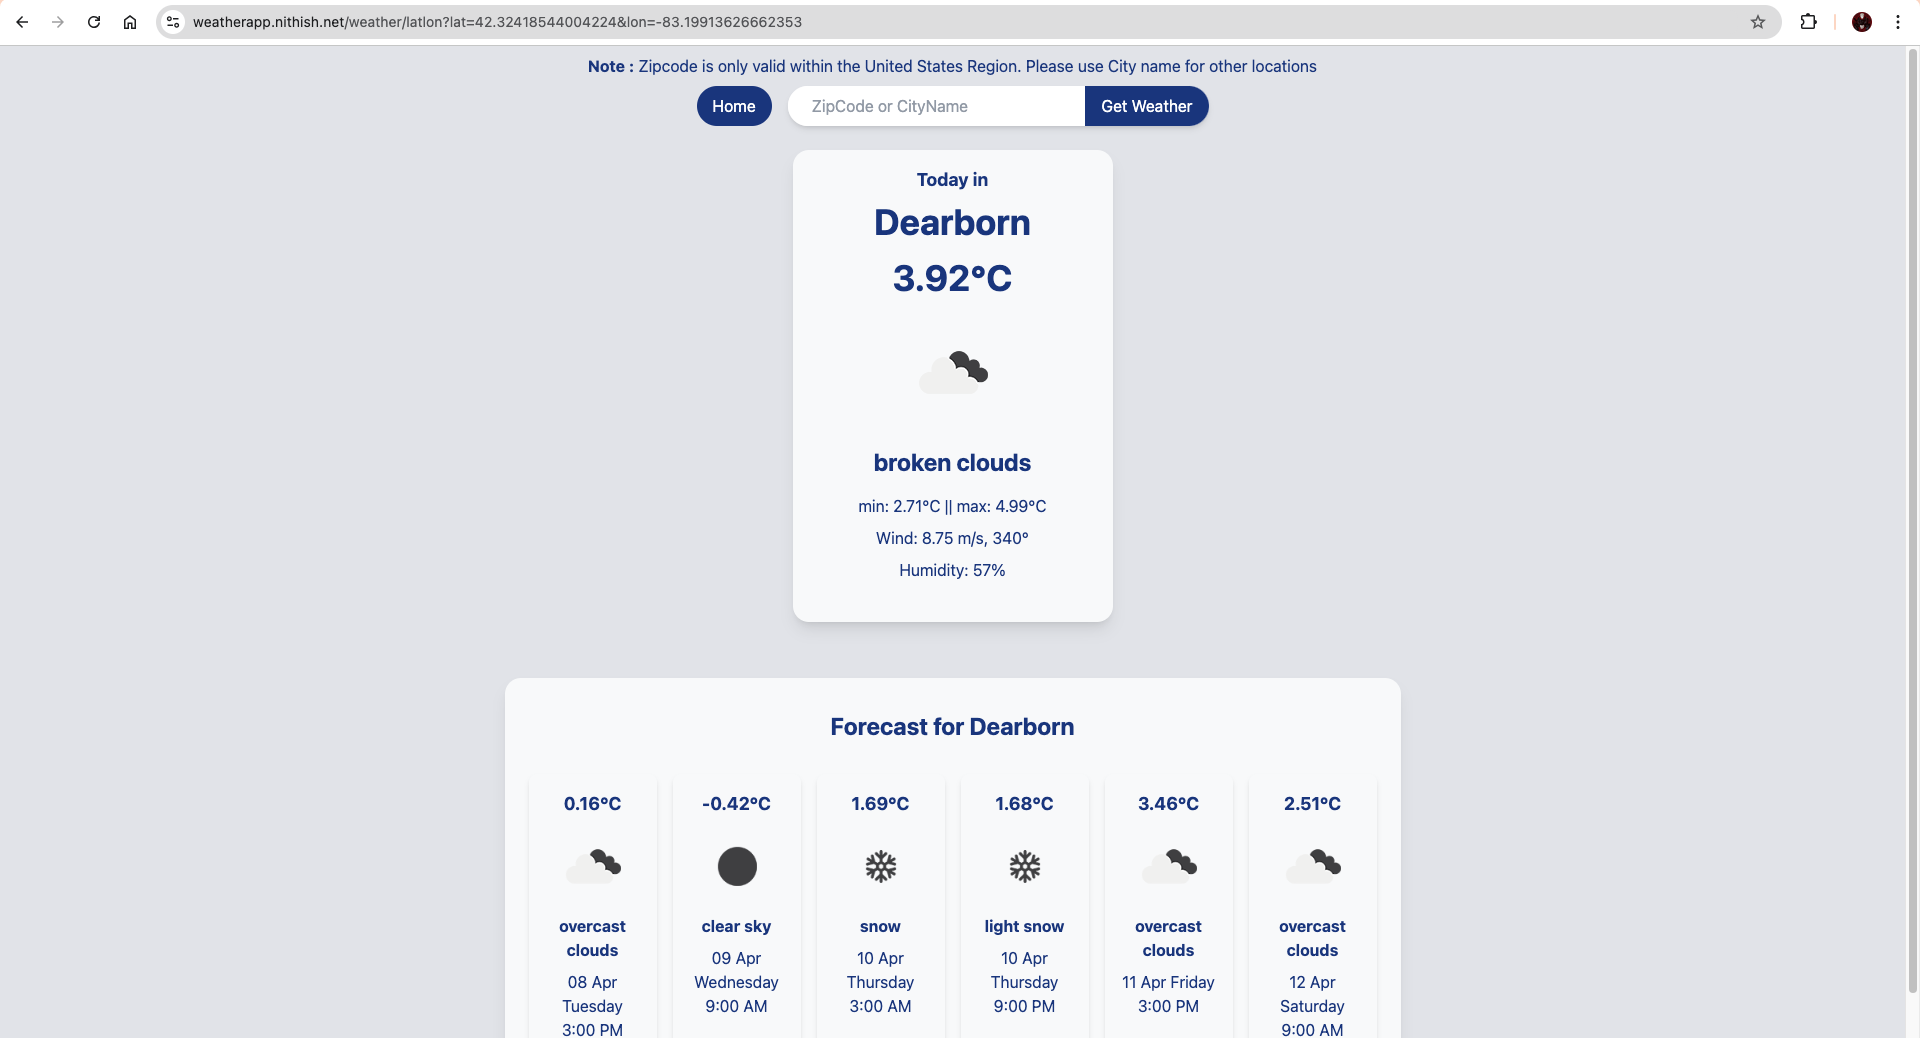 weatherapp.nithish.net/weather/latlon?lat=42.32418544004224&lon=-83.19913626662353
Note : Zipcode is only valid within the United States Region. Please use City name for other locations
Home
ZipCode or CityName
Get Weather
Today in
Dearborn
3.92°C
broken clouds
min: 2.71°C || max: 4.99°C
Wind: 8.75 m/s, 340°
Humidity: 57%
Forecast for Dearborn
0.16°C
overcast
clouds
08 Apr
Tuesday
3:00 PM
-0.42°C
clear sky
09 Apr
Wednesday
9:00 AM
1.69°C
snow
10 Apr
Thursday
3:00 AM
1.68°C
light snow
10 Apr
Thursday
9:00 PM
3.46°C
overcast
clouds
11 Apr Friday
3:00 PM
2.51°C
overcast
clouds
12 Apr
Saturday
9:00 AM